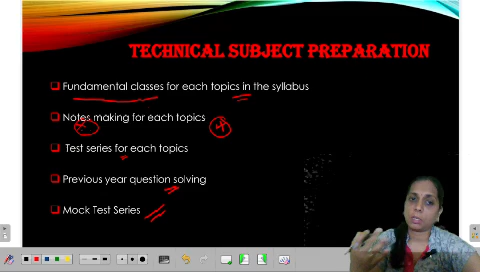 TECHNICAL SUBJECT PREPARATION
Fundamental classes for each topics in the syllabus
Notes making for each topics
Test series for each topics
Previous year question solving
Mock Test Series